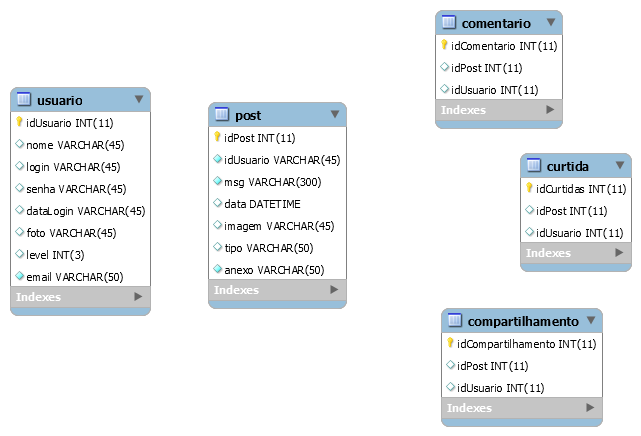 usuario
idUsuario INT(11)
nome VARCHAR(45)
login VARCHAR(45)
senha VARCHAR(45)
dataLogin VARCHAR(45)
foto VARCHAR(45)
level INT(3)
email VARCHAR(50)
Indexes
post
idPost INT(11)
idUsuario VARCHAR(45)
msg VARCHAR(300)
data DATETIME
imagem VARCHAR(45)
tipo VARCHAR(50)
anexo VARCHAR(50)
Indexes
comentario
idComentario INT(11)
idPost INT(11)
idUsuario INT(11)
Indexes
curtida
idCurtidas INT(11)
idPost INT(11)
idUsuario INT(11)
Indexes
compartilhamento
idCompartilhamento INT(11)
idPost INT(11)
idUsuario INT(11)
Indexes